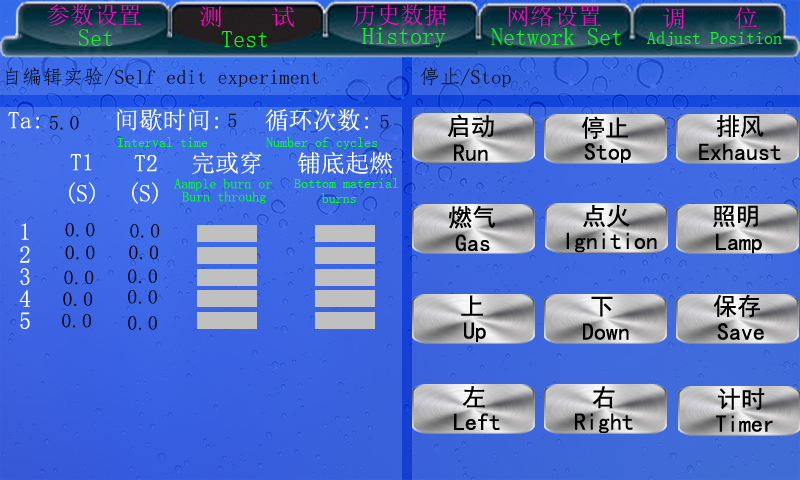 参数设置
Set
测 试
Test
历史数据
History
网络设置
Network Set
调 位
Adjust Position
自编辑实验/Self edit experiment
停止/Stop
Ta: 5.0 间歇时间: 5 循环次数: 5
Interval time Number of cycles
T1 T2 完或穿 铺底起燃
(S) (S) Aample burn or Bottom material
Burn throuhg burns
1 0.0 0.0
2 0.0 0.0
3 0.0 0.0
4 0.0 0.0
5 0.0 0.0
启动
Run
停止
Stop
排风
Exhaust
燃气
Gas
点火
Ignition
照明
Lamp
上
Up
下
Down
保存
Save
左
Left
右
Right
计时
Timer